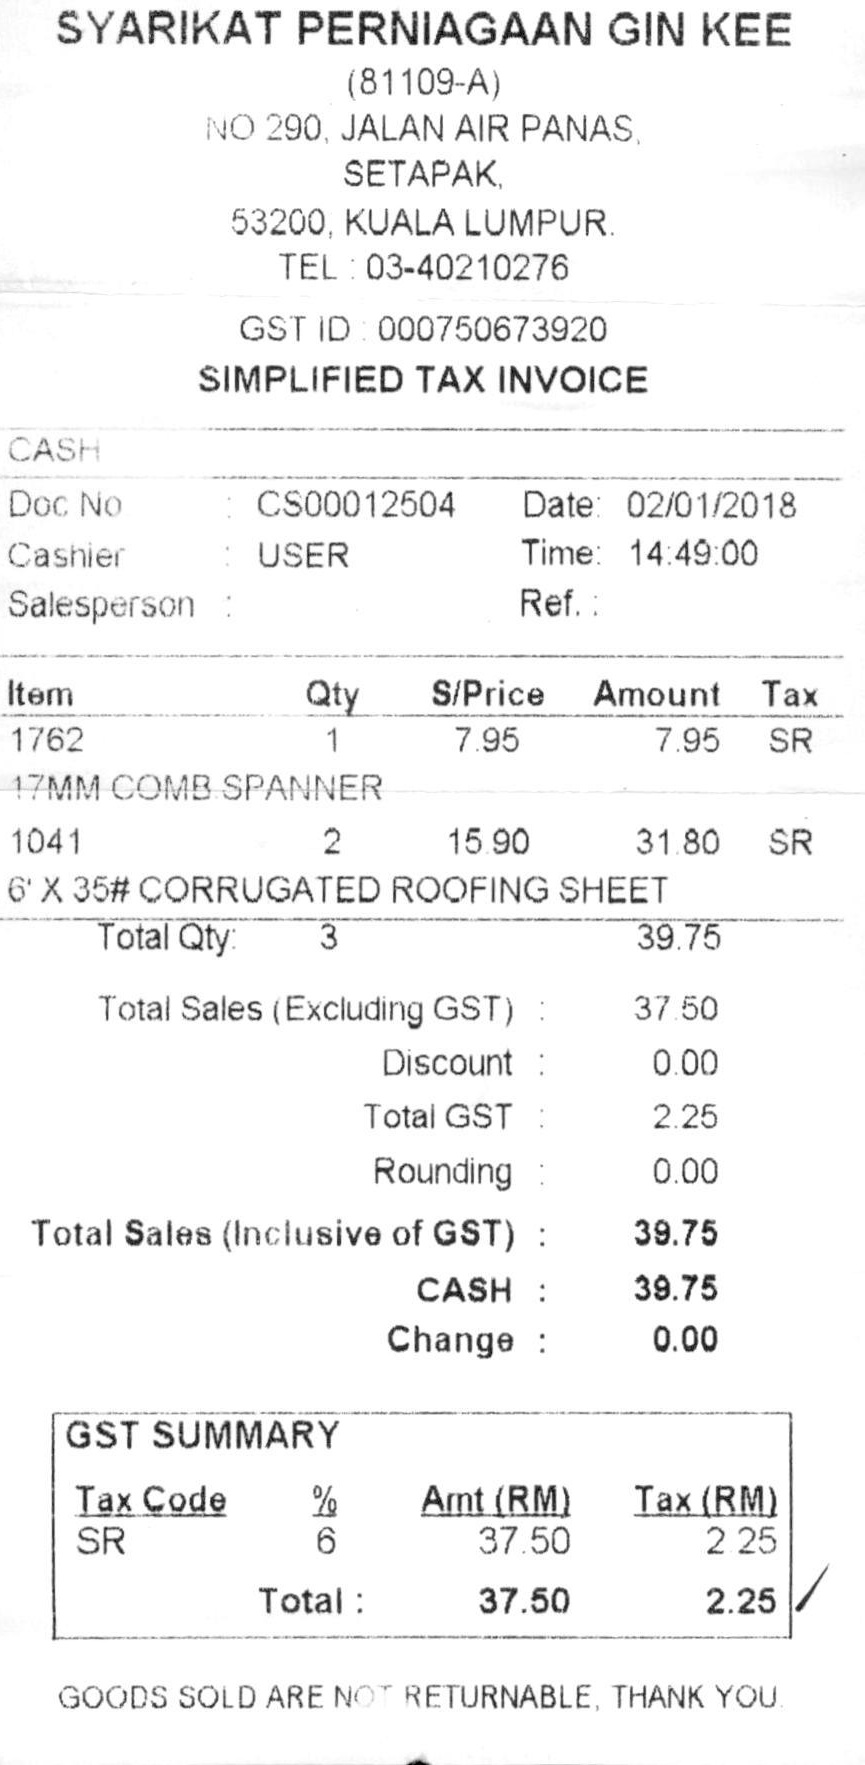 SYARIKAT PERNIAGAAN GIN KEE
(81109-A)
NO 290, JALAN AIR PANAS,
SETAPAK,
53200, KUALA LUMPUR.
TEL : 03-40210276
GST ID : 000750673920
SIMPLIFIED TAX INVOICE
CASH
Doc No : CS00012504 Date: 02/01/2018
Cashier : USER Time: 14:49:00
Salesperson : Ref. :
Item Qty S/Price Amount Tax
1762 1 7.95 7.95 SR
17MM COMB.SPANNER
1041 2 15.90 31.80 SR
6' X 35# CORRUGATED ROOFING SHEET
Total Qty: 3 39.75
Total Sales (Excluding GST) : 37.50
Discount : 0.00
Total GST : 2.25
Rounding : 0.00
Total Sales (Inclusive of GST) : 39.75
CASH : 39.75
Change : 0.00
GST SUMMARY
Tax Code % Amt (RM) Tax (RM)
SR 6 37.50 2.25
Total : 37.50 2.25
GOODS SOLD ARE NOT RETURNABLE, THANK YOU.